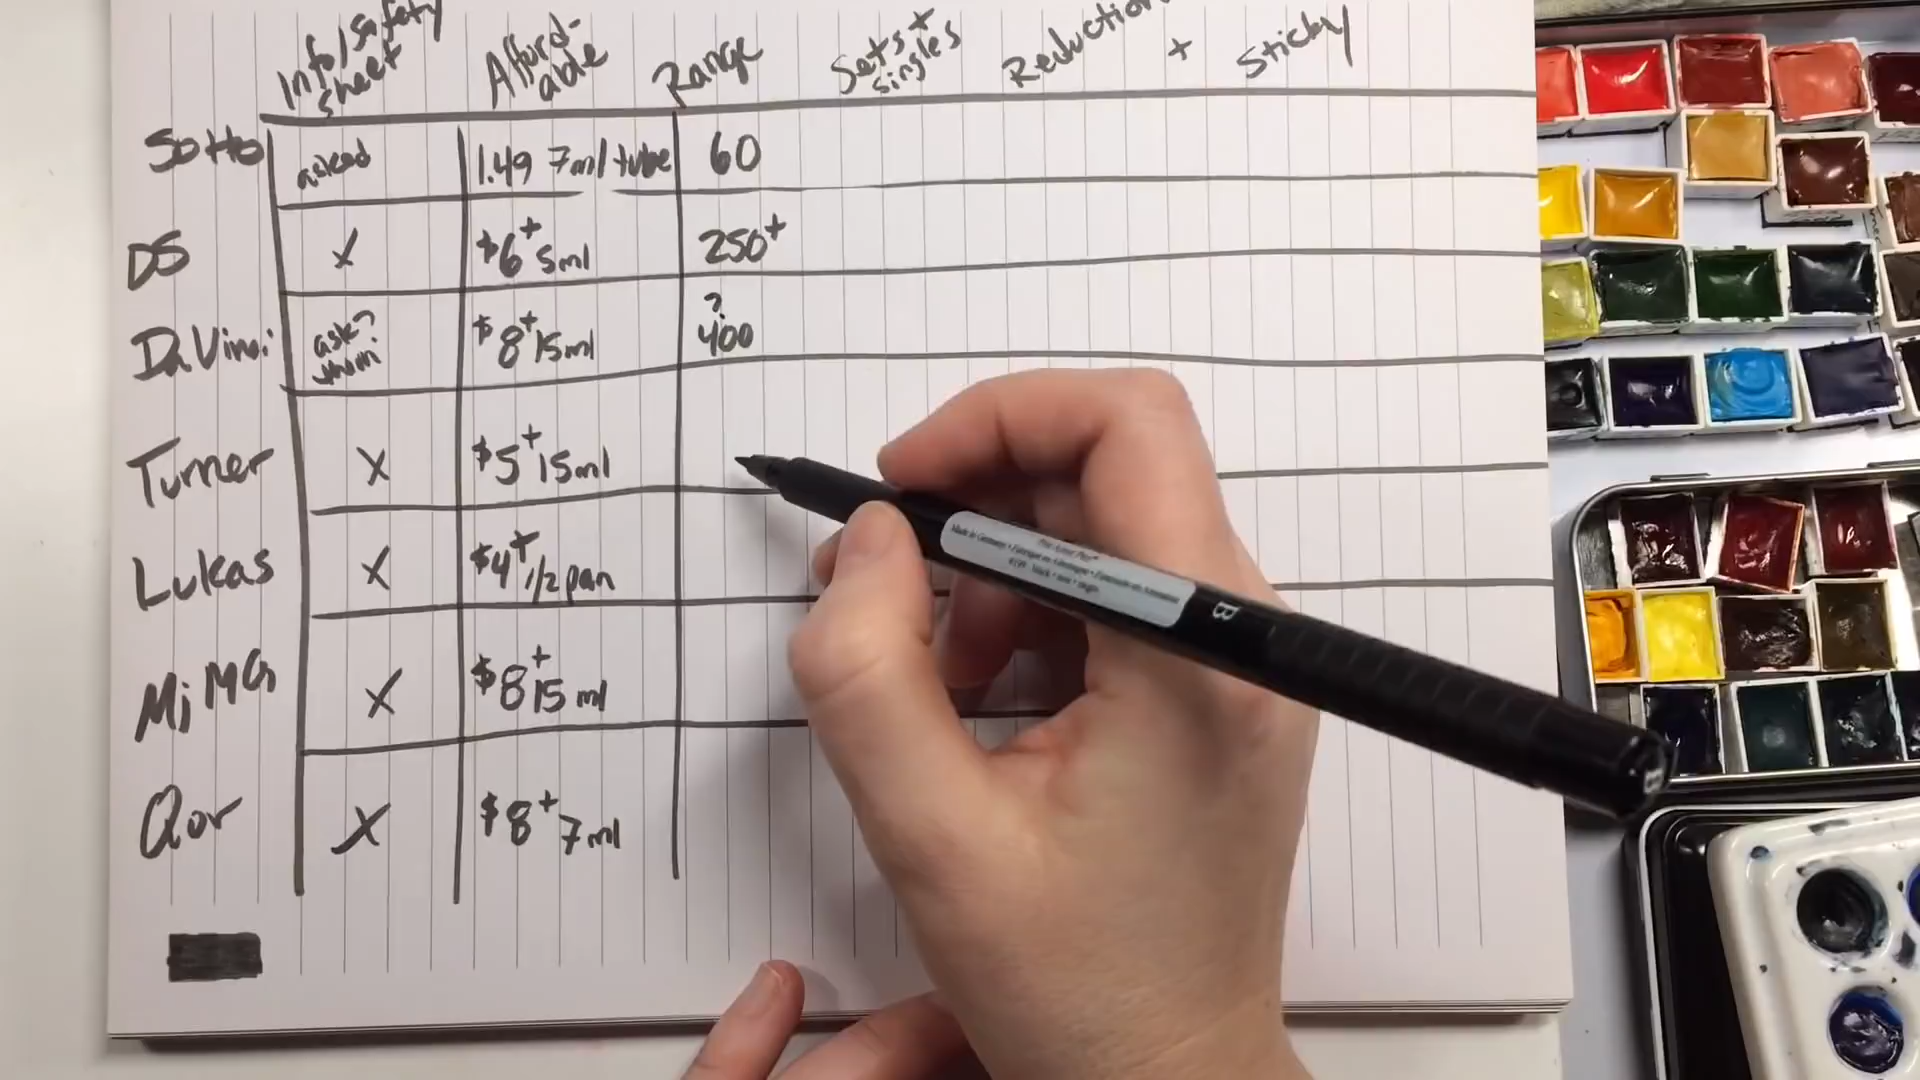 Info/safety sheet Afford-able Range Sets + singles Reduction + Sticky
SoHo asked 1.49 7ml tube 60
DS X $6+ 5ml 250+
DaVinci ask? them $8+ 15ml ? 400
Turner X $5+ 15ml
Lukas X $4+ 1/2 pan
MiMG X $8+ 15 ml
Qor X $8+ 7ml
B